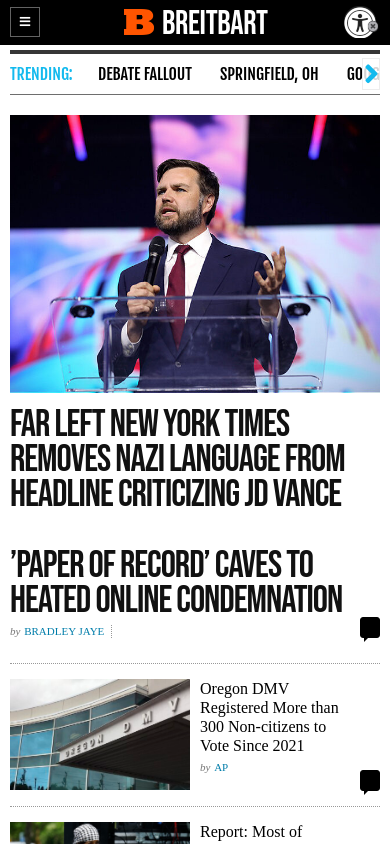 BREITBART
TRENDING: DEBATE FALLOUT SPRINGFIELD, OH GO
FAR LEFT NEW YORK TIMES
REMOVES NAZI LANGUAGE FROM
HEADLINE CRITICIZING JD VANCE
’PAPER OF RECORD’ CAVES TO
HEATED ONLINE CONDEMNATION
by BRADLEY JAYE
OREGON DMV
Oregon DMV
Registered More than
300 Non-citizens to
Vote Since 2021
by AP
Report: Most of